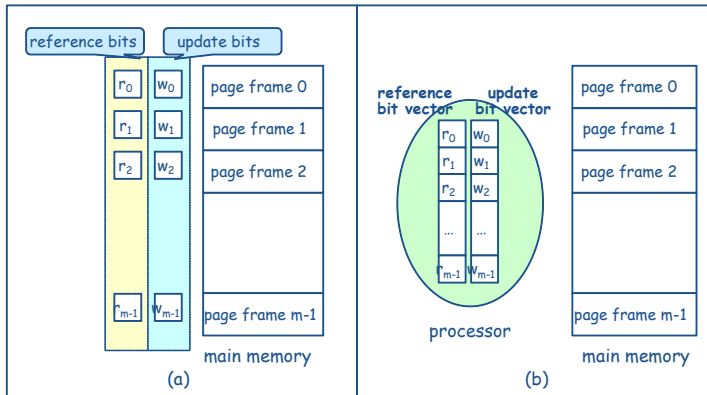 reference bits
update bits
r0 w0 page frame 0
r1 w1 page frame 1
r2 w2 page frame 2
rm-1 wm-1 page frame m-1
main memory
(a)
reference bit vector
update bit vector
r0 w0
r1 w1
r2 w2
... ...
rm-1 wm-1
processor
page frame 0
page frame 1
page frame 2
page frame m-1
main memory
(b)